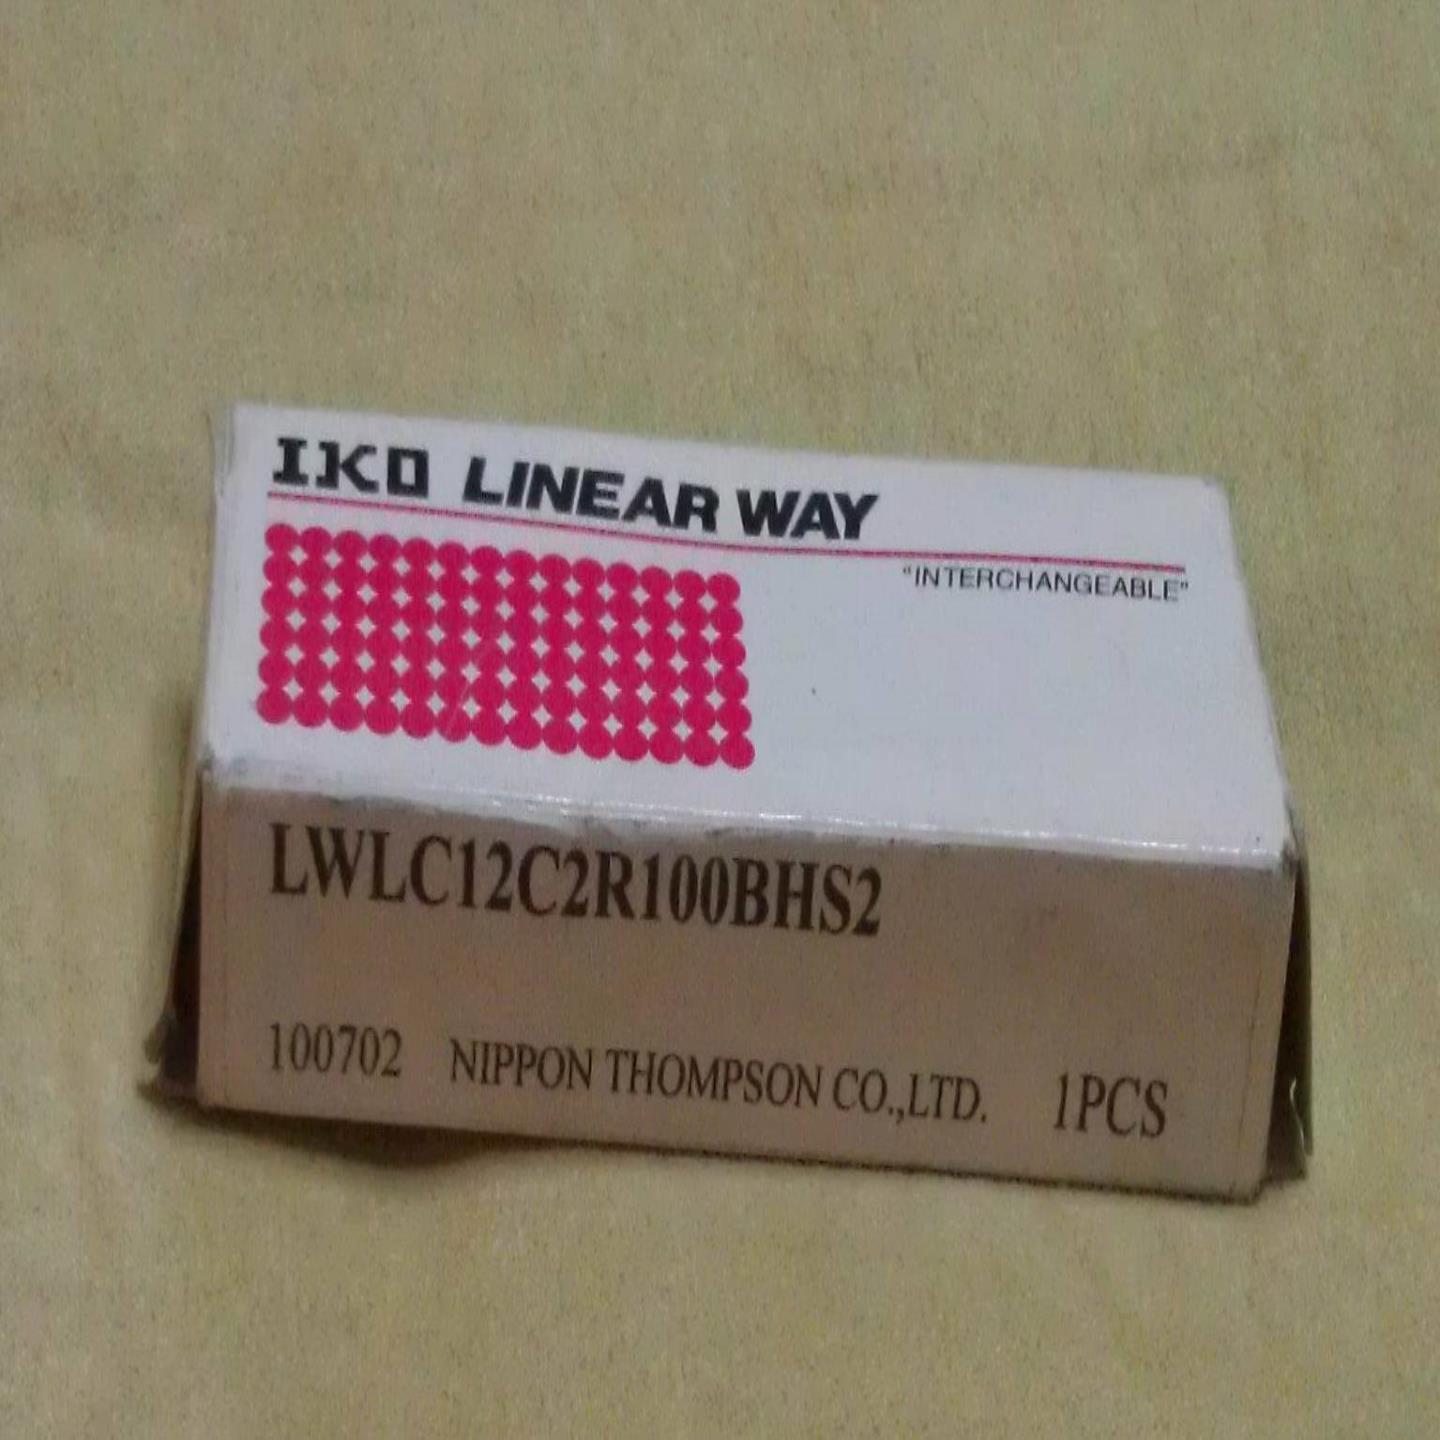 IKO LINEAR WAY
"INTERCHANGEABLE"
LWLC12C2R100BHS2
100702 NIPPON THOMPSON CO.,LTD. 1PCS